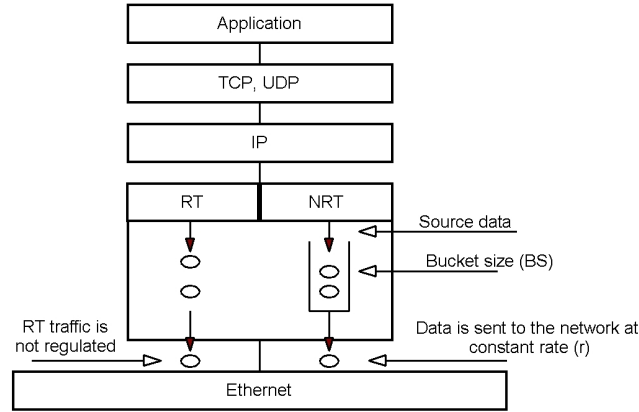 Application
TCP, UDP
IP
RT
NRT
Source data
Bucket size (BS)
RT traffic is
not regulated
Data is sent to the network at
constant rate (r)
Ethernet